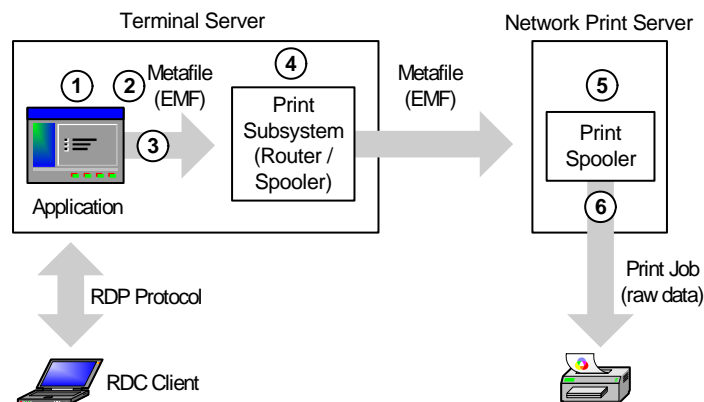 Terminal Server
Network Print Server
1
2
Metafile
(EMF)
3
Application
4
Print
Subsystem
(Router /
Spooler)
Metafile
(EMF)
5
Print
Spooler
6
RDP Protocol
Print Job
(raw data)
RDC Client